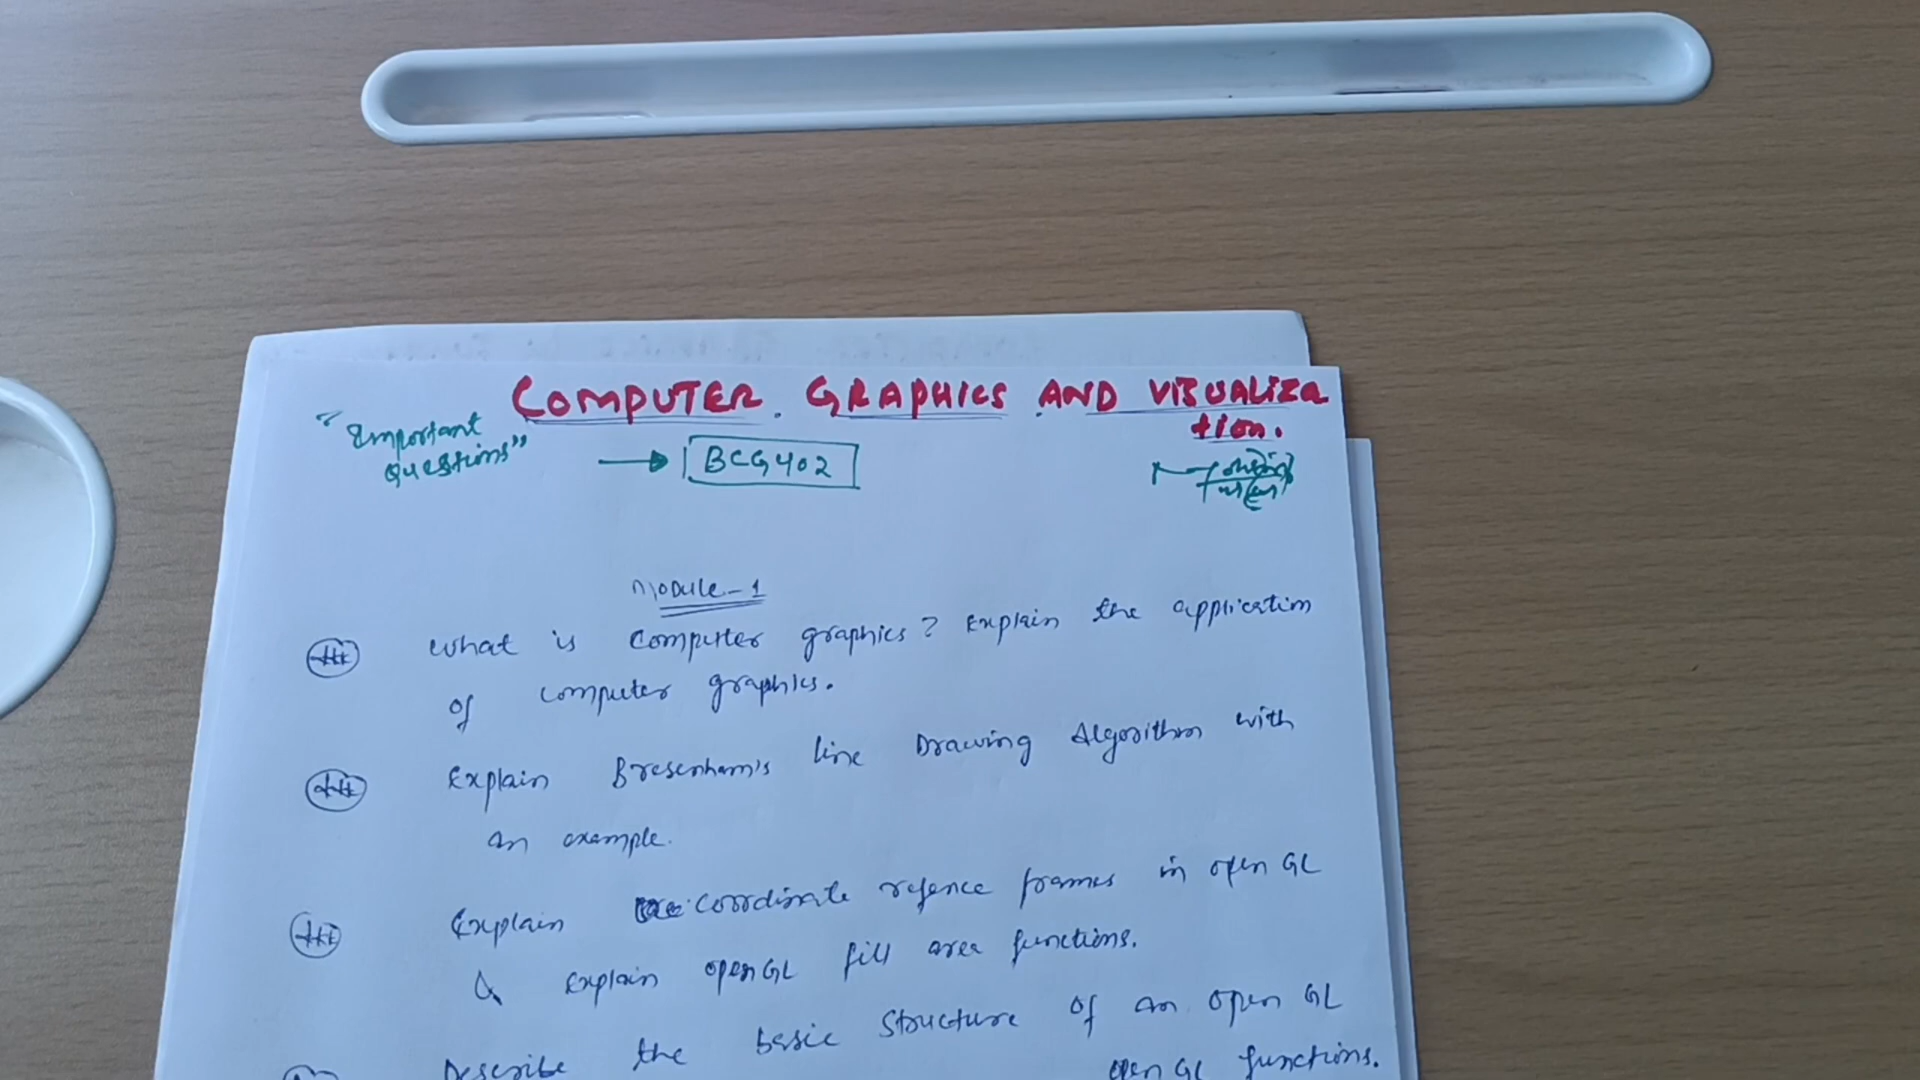 COMPUTER GRAPHICS AND VISUALIZA
tion.
"Important
Questions"
→ BCG402
Module-1
What is Computer graphics? Explain the application
of computer graphics.
Explain Bresenham's line Drawing Algorithm with
an example.
Explain coordinate refence frames in open GL
& Explain openGL fill area functions.
Describe the basic Structure of an open GL
open GL functions.